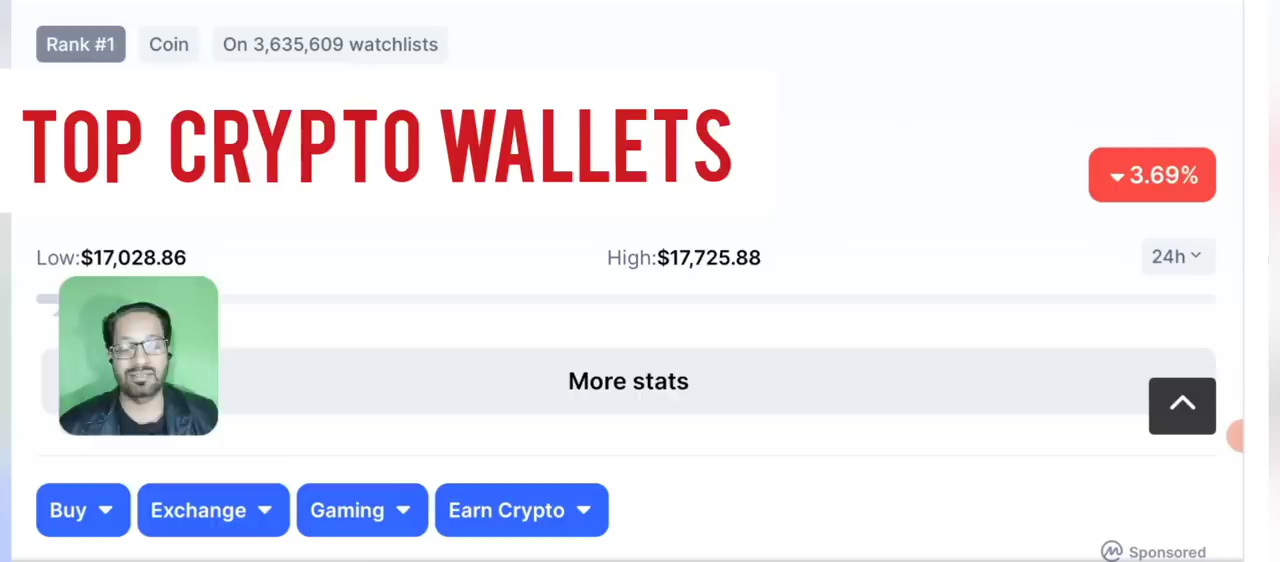 Rank #1 Coin On 3,635,609 watchlists
TOP CRYPTO WALLETS
3.69%
Low:$17,028.86 High:$17,725.88 24h
More stats
Buy Exchange Gaming Earn Crypto
Sponsored